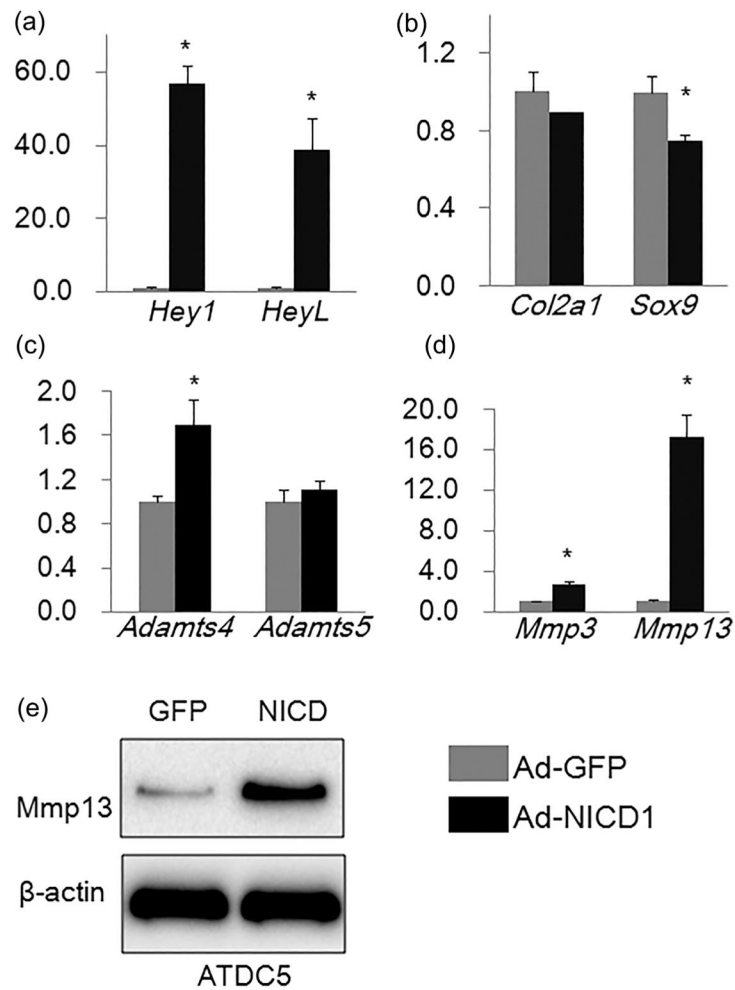 (a)
60.0
40.0
20.0
0.0
*
*
Hey1 HeyL
(b)
1.2
0.8
0.4
0.0
*
Col2a1 Sox9
(c)
2.0
1.6
1.2
0.8
0.4
0.0
*
Adamts4 Adamts5
(d)
20.0
16.0
12.0
8.0
4.0
0.0
*
*
Mmp3 Mmp13
(e)
GFP NICD
Mmp13
β-actin
ATDC5
Ad-GFP
Ad-NICD1